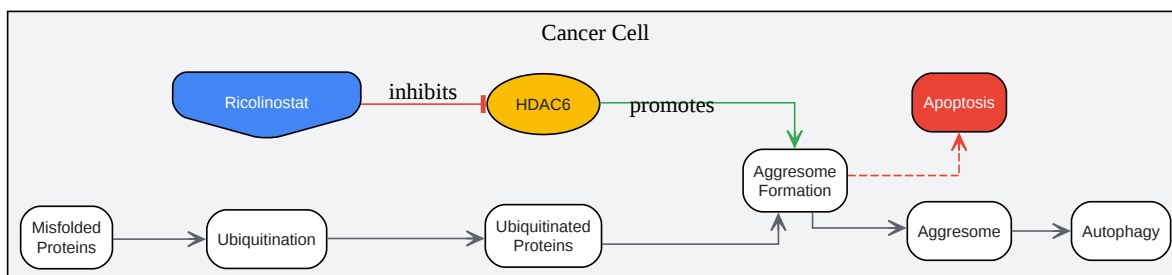 Cancer Cell
Ricolinostat
inhibits
HDAC6
promotes
Apoptosis
Aggresome
Formation
Misfolded
Proteins
Ubiquitination
Ubiquitinated
Proteins
Aggresome
Autophagy